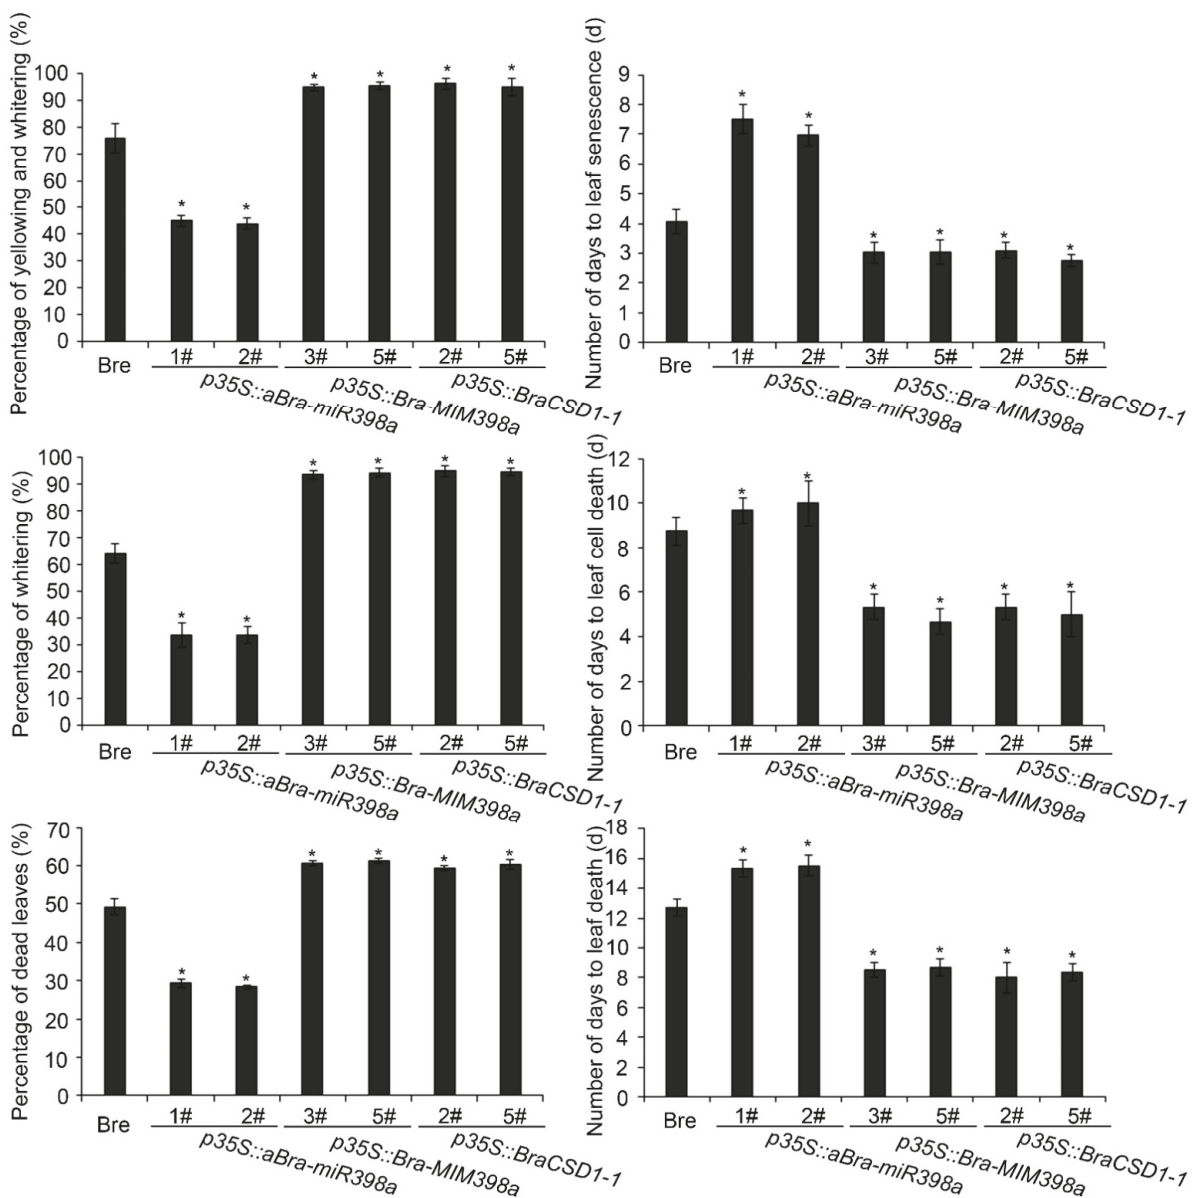 Percentage of yellowing and whitering (%)
100
90
80
70
60
50
40
30
20
10
0
* * * * * *
Bre 1# 2# 3# 5# 2# 5#
p35S::aBra-miR398a
p35S::Bra-MIM398a
p35S::BraCSD1-1
Number of days to leaf senescence (d)
9
8
7
6
5
4
3
2
1
0
* * * * * *
Bre 1# 2# 3# 5# 2# 5#
p35S::aBra-miR398a
p35S::Bra-MIM398a
p35S::BraCSD1-1
Percentage of whitering (%)
100
90
80
70
60
50
40
30
20
10
0
* * * * * *
Bre 1# 2# 3# 5# 2# 5#
p35S::aBra-miR398a
p35S::Bra-MIM398a
p35S::BraCSD1-1
Number of days to leaf cell death (d)
12
10
8
6
4
2
0
* * * * * *
Bre 1# 2# 3# 5# 2# 5#
p35S::aBra-miR398a
p35S::Bra-MIM398a
p35S::BraCSD1-1
Percentage of dead leaves (%)
70
60
50
40
30
20
10
0
* * * * * *
Bre 1# 2# 3# 5# 2# 5#
p35S::aBra-miR398a
p35S::Bra-MIM398a
p35S::BraCSD1-1
Number of days to leaf death (d)
18
16
14
12
10
8
6
4
2
0
* * * * * *
Bre 1# 2# 3# 5# 2# 5#
p35S::aBra-miR398a
p35S::Bra-MIM398a
p35S::BraCSD1-1